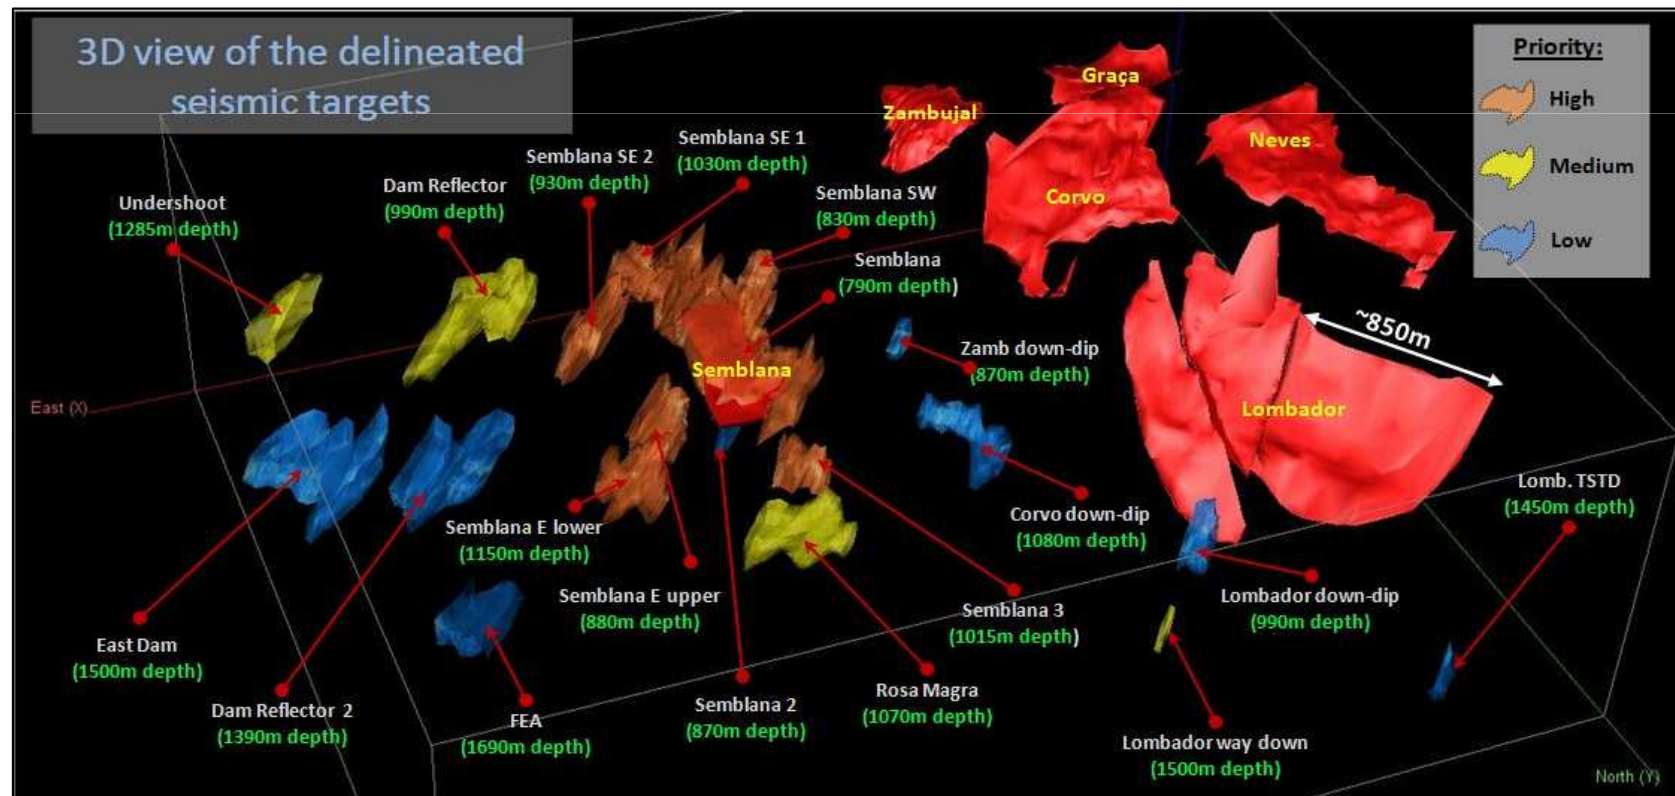 3D view of the delineated
seismic targets
Priority:
High
Medium
Low
Graça
Zambujal
Neves
Corvo
Semblana SE 1
(1030m depth)
Semblana SE 2
(930m depth)
Dam Reflector
(990m depth)
Undershoot
(1285m depth)
Semblana SW
(830m depth)
Semblana
(790m depth)
~850m
Zamb down-dip
(870m depth)
Semblana
East (X)
Lombador
Lomb. TSTD
(1450m depth)
Corvo down-dip
(1080m depth)
Semblana E lower
(1150m depth)
Semblana E upper
(880m depth)
Semblana 3
(1015m depth)
Lombador down-dip
(990m depth)
East Dam
(1500m depth)
Dam Reflector 2
(1390m depth)
FEA
(1690m depth)
Semblana 2
(870m depth)
Rosa Magra
(1070m depth)
Lombador way down
(1500m depth)
North (Y)